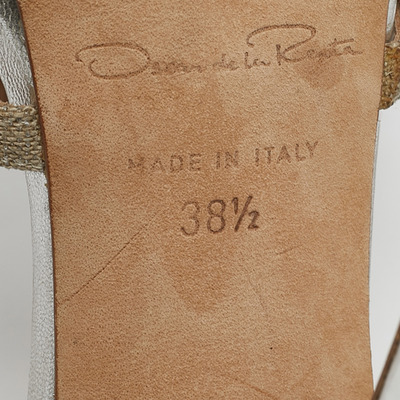 Oscar de la Renta
MADE IN ITALY
38½